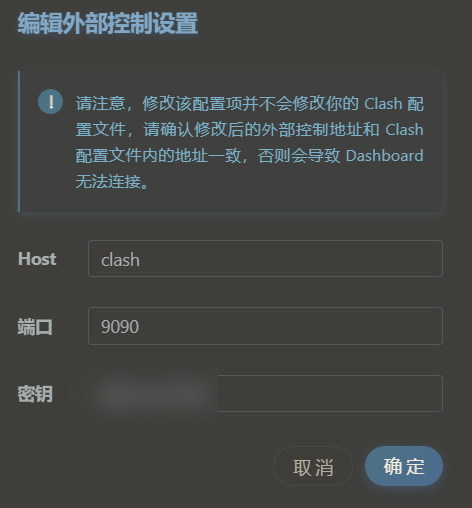 编辑外部控制设置
!
请注意，修改该配置项并不会修改你的 Clash 配
置文件，请确认修改后的外部控制地址和 Clash
配置文件内的地址一致，否则会导致 Dashboard
无法连接。
Host clash
端口 9090
密钥
取消 确定